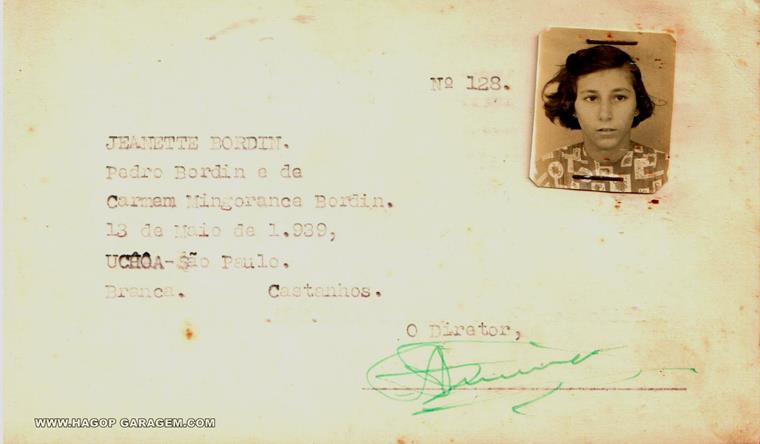 Nº 128.
JEANETTE BORDIN.
Pedro Bordin e de
Carmem Mingorance Bordin.
13 de Maio de 1.939,
UCHÔA-São Paulo.
Branca. Castanhos.
O Diretor,
WWW.HAGOP GARAGEM.COM